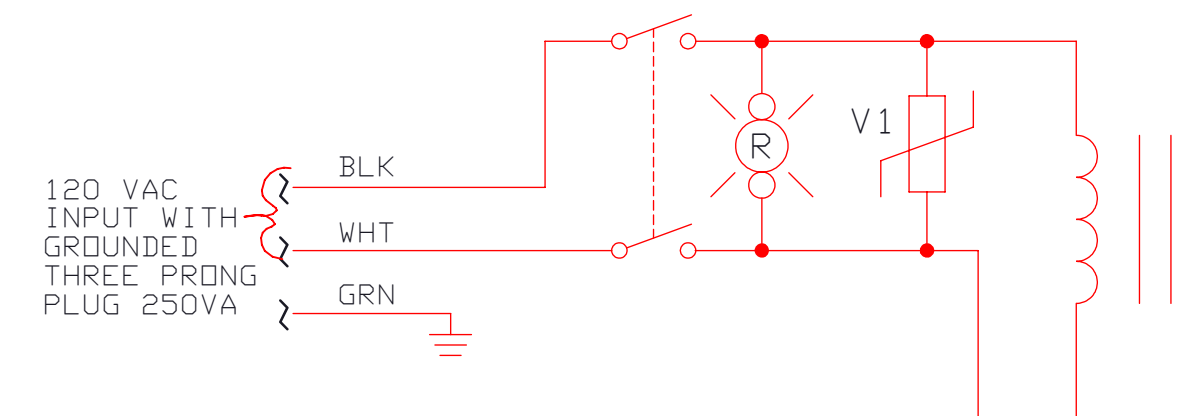 120 VAC
INPUT WITH
GROUNDED
THREE PRONG
PLUG 250VA
BLK
WHT
GRN
R
V1